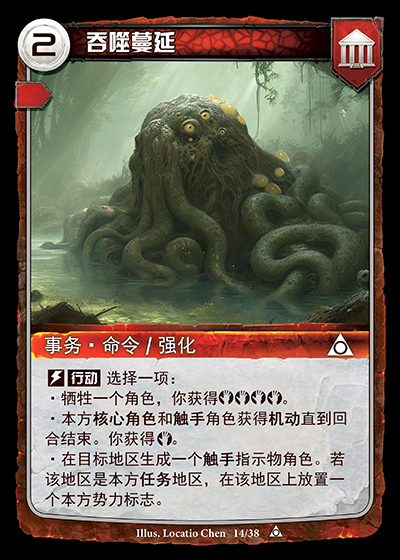 2 吞噬蔓延
事务·命令/强化
行动 选择一项：
·牺牲一个角色，你获得。
·本方核心角色和触手角色获得机动直到回
合结束。你获得。
·在目标地区生成一个触手指示物角色。若
该地区是本方任务地区，在该地区上放置一
个本方势力标志。
Illus. Locatio Chen 14/38